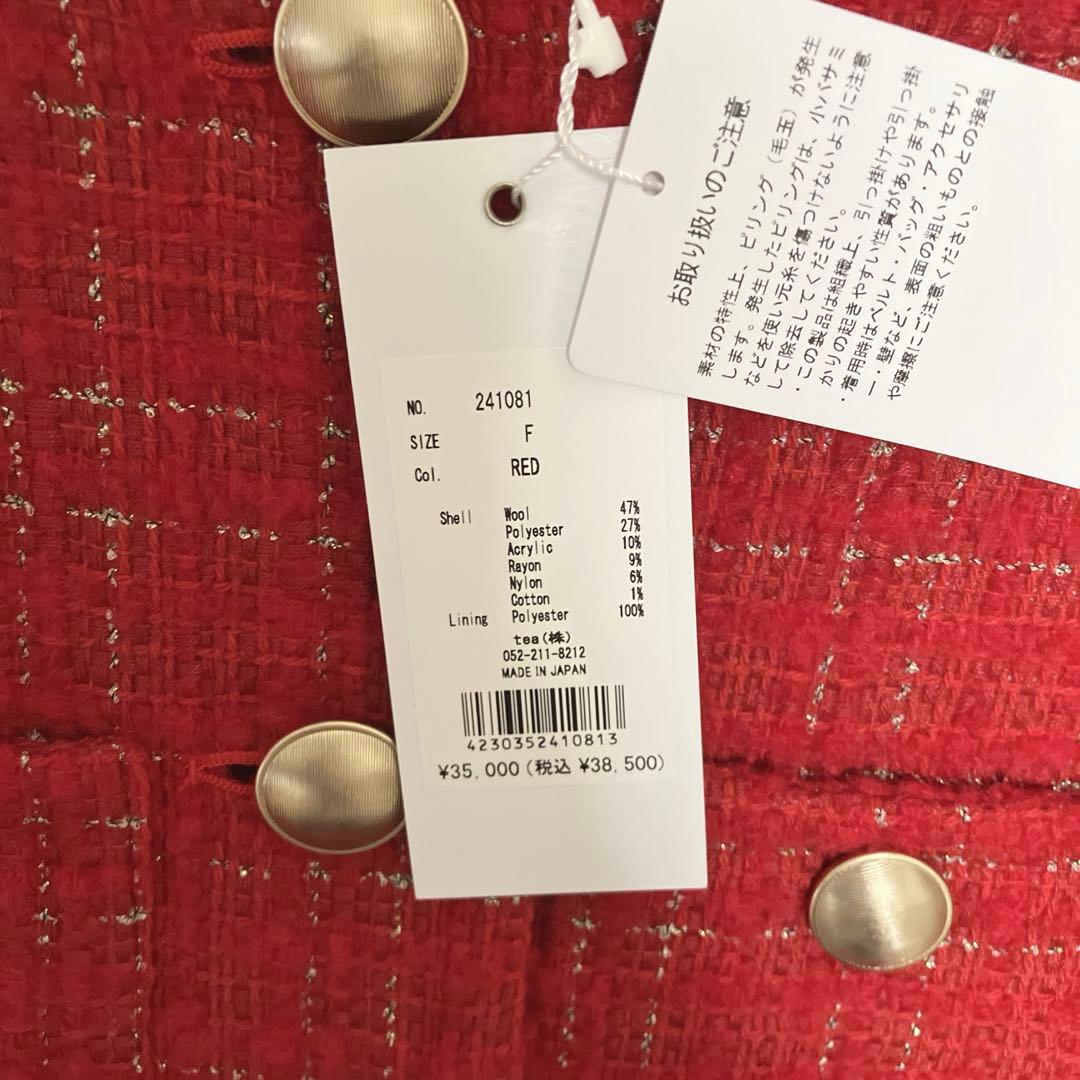 NO. 241081
SIZE F
Col. RED
Shell Wool 47%
Polyester 27%
Acrylic 10%
Rayon 9%
Nylon 6%
Cotton 1%
Lining Polyester 100%
tea(株)
052-211-8212
MADE IN JAPAN
4230352410813
¥35,000(税込 ¥38,500)
お取り扱いのご注意
素材の特性上、ピリング(毛玉)が発生
します。発生したピリングは、小バサミ
などを使い元糸を傷つけないように注意
して除去してください。
・この製品は組織上、引っ掛けや引っ掛
かりの起きやすい性質があります。
・着用時はベルト・バッグ・アクセサリ
ー・壁など、表面の粗いものとの接触
や摩擦にご注意ください。